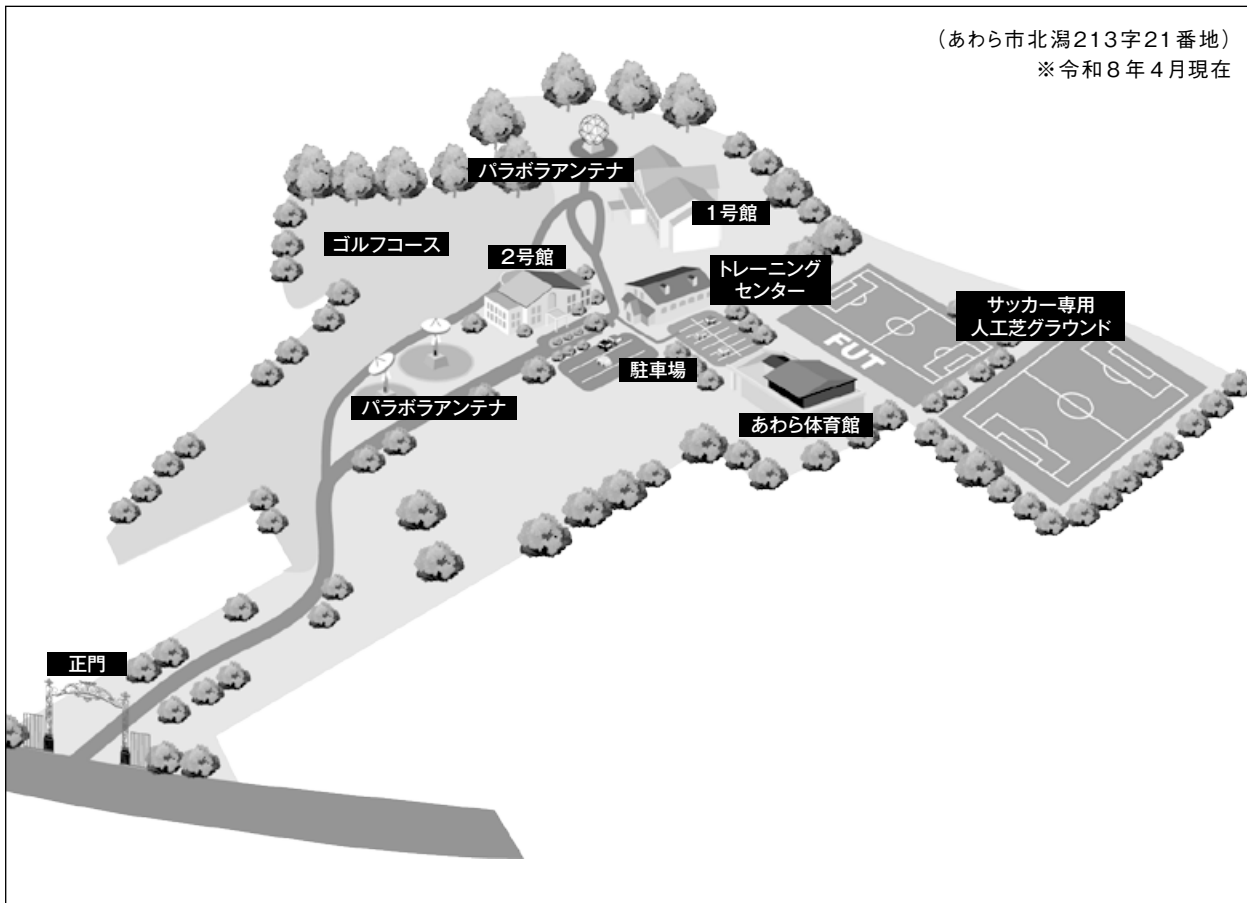 (あわら市北潟213字21番地)
※令和8年4月現在
パラボラアンテナ
1号館
ゴルフコース
2号館
トレーニング
センター
サッカー専用
人工芝グラウンド
FUT
駐車場
パラボラアンテナ
あわら体育館
正門